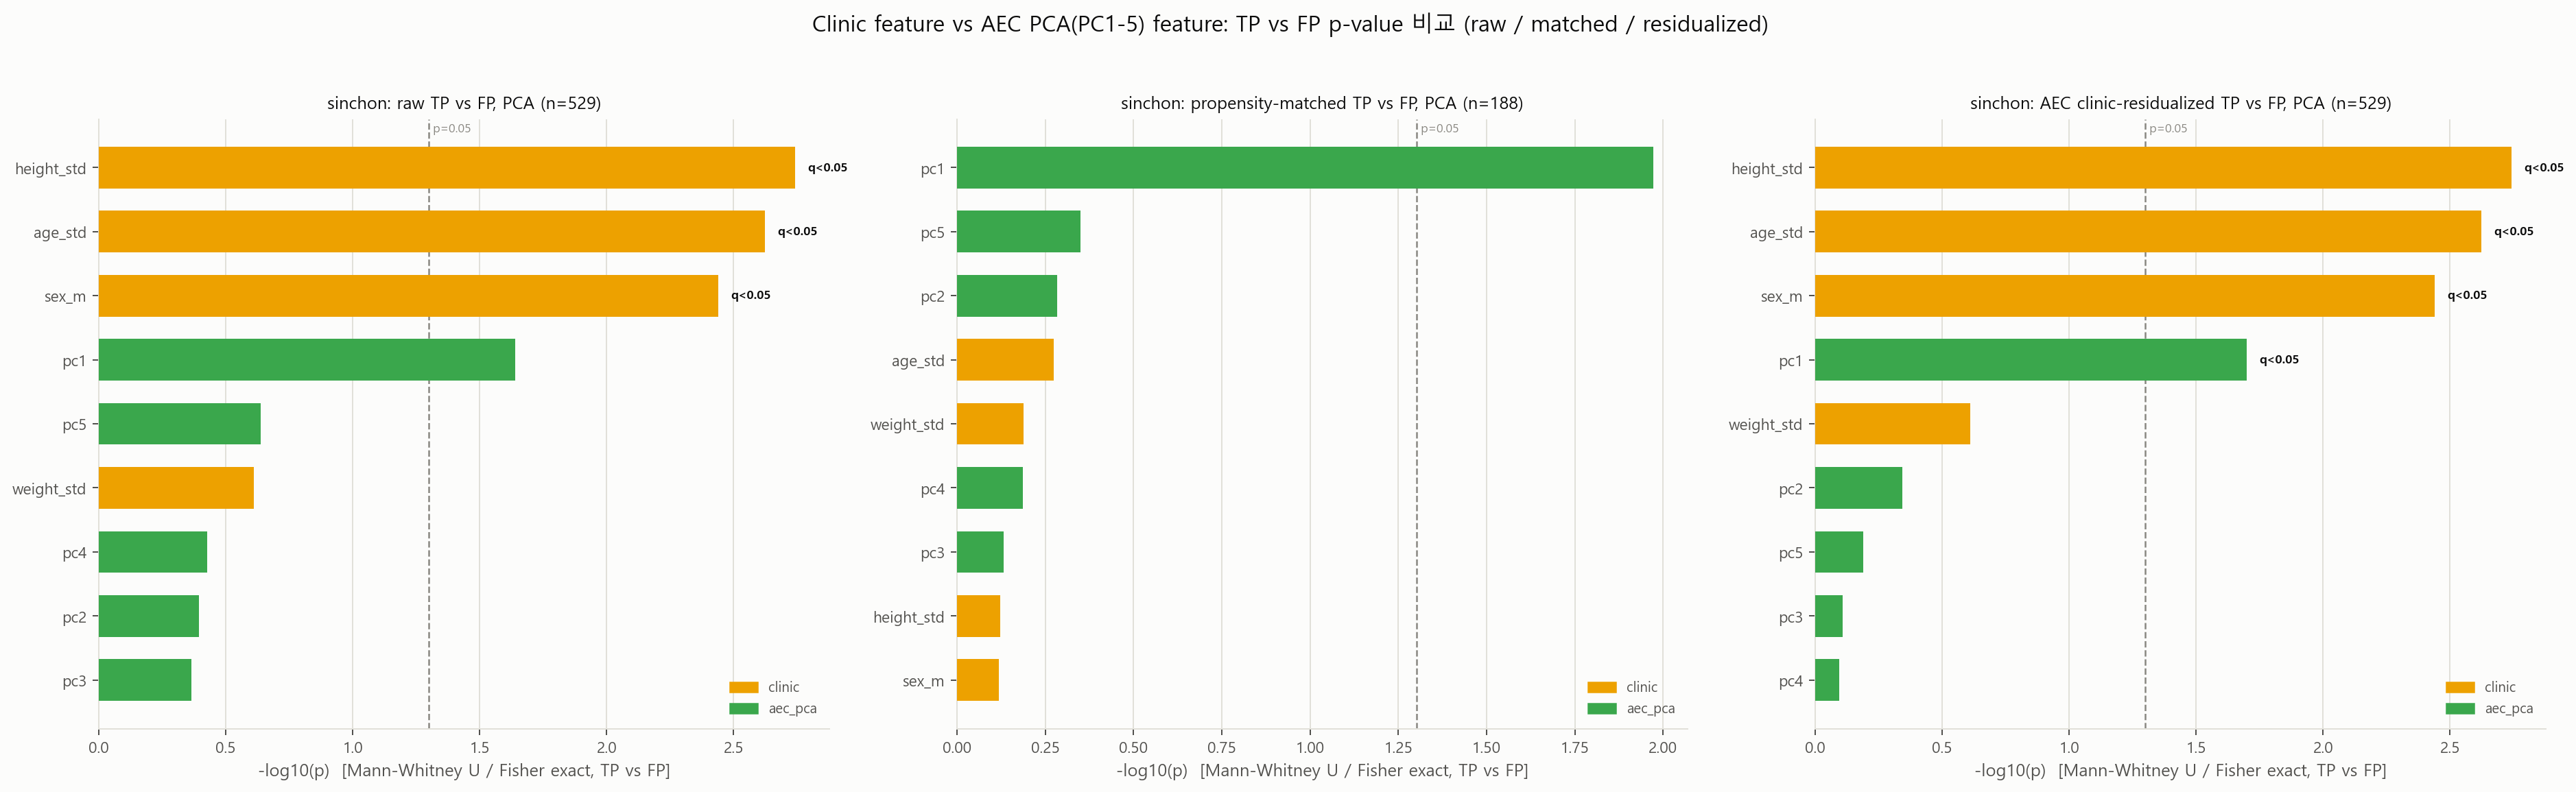 Clinic feature vs AEC PCA(PC1-5) feature: TP vs FP p-value 비교 (raw / matched / residualized)
sinchon: raw TP vs FP, PCA (n=529)
p=0.05
height_std
q<0.05
age_std
q<0.05
sex_m
q<0.05
pc1
pc5
weight_std
pc4
pc2
pc3
clinic
aec_pca
0.0 0.5 1.0 1.5 2.0 2.5
-log10(p) [Mann-Whitney U / Fisher exact, TP vs FP]
sinchon: propensity-matched TP vs FP, PCA (n=188)
p=0.05
pc1
pc5
pc2
age_std
weight_std
pc4
pc3
height_std
sex_m
clinic
aec_pca
0.00 0.25 0.50 0.75 1.00 1.25 1.50 1.75 2.00
-log10(p) [Mann-Whitney U / Fisher exact, TP vs FP]
sinchon: AEC clinic-residualized TP vs FP, PCA (n=529)
p=0.05
height_std
q<0.05
age_std
q<0.05
sex_m
q<0.05
pc1
q<0.05
weight_std
pc2
pc5
pc3
pc4
clinic
aec_pca
0.0 0.5 1.0 1.5 2.0 2.5
-log10(p) [Mann-Whitney U / Fisher exact, TP vs FP]